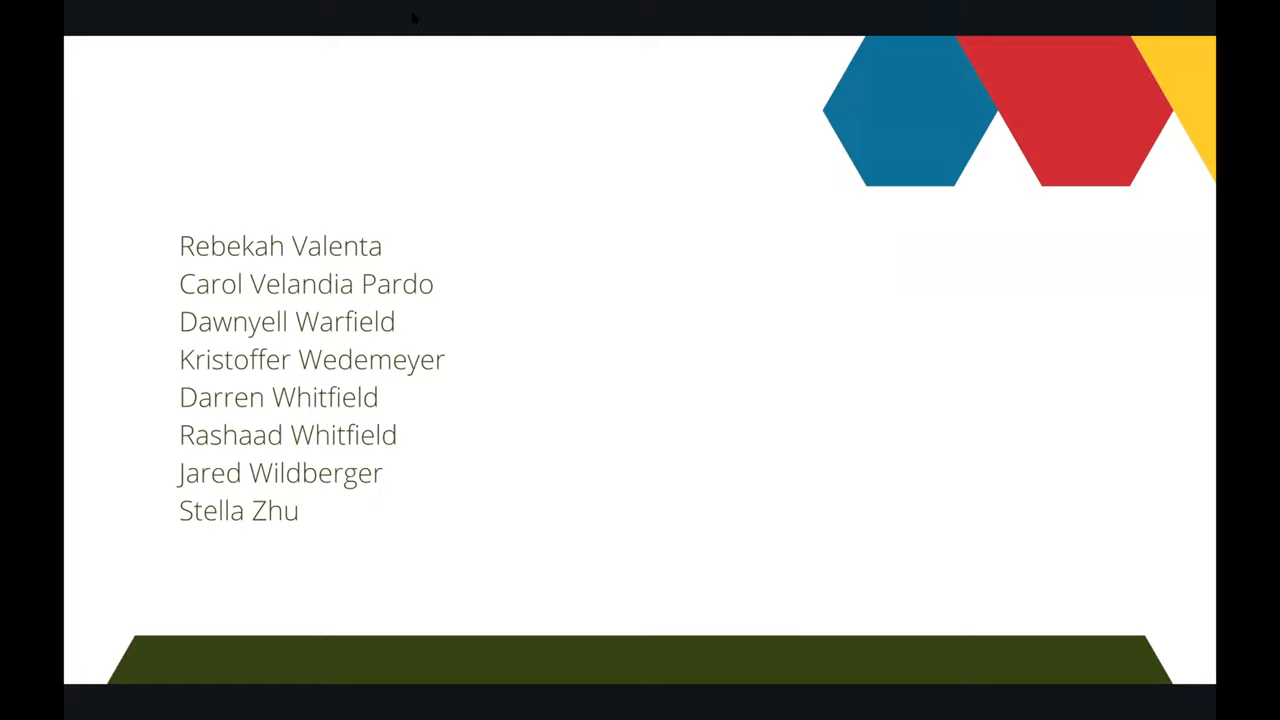 Rebekah Valenta
Carol Velandia Pardo
Dawnyell Warfield
Kristoffer Wedemeyer
Darren Whitfield
Rashaad Whitfield
Jared Wildberger
Stella Zhu